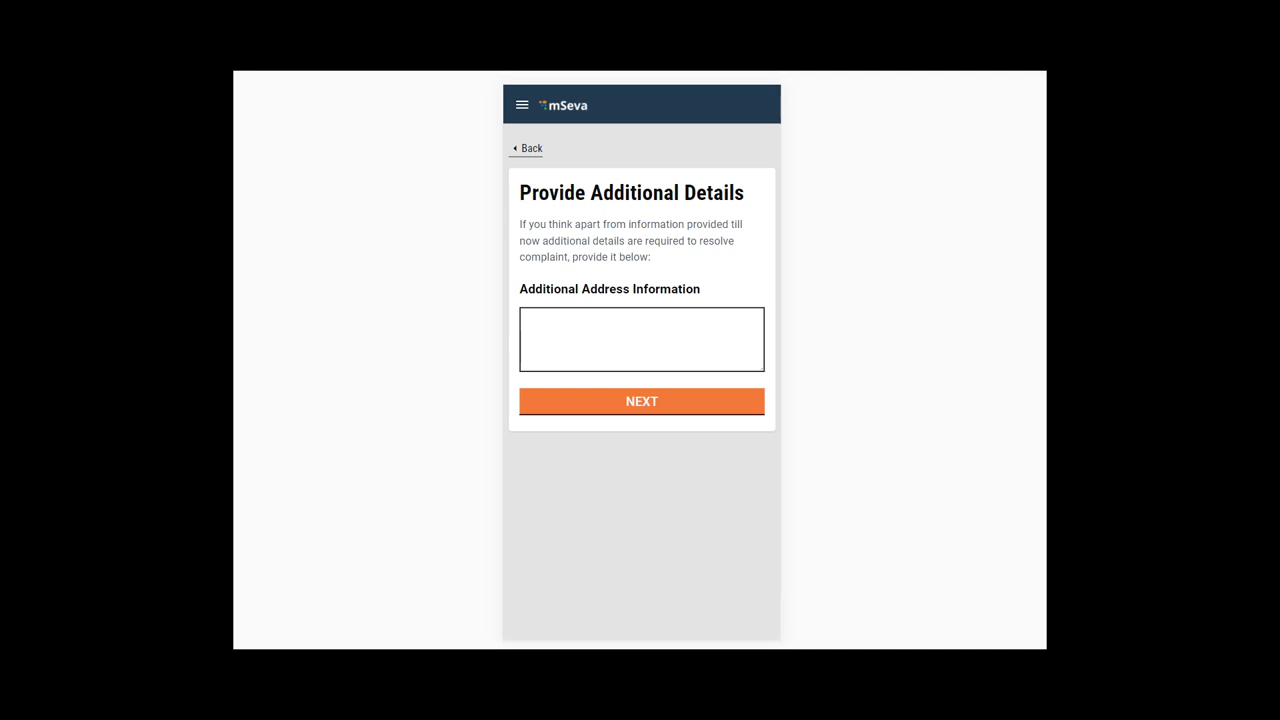 mSeva
Back
Provide Additional Details
If you think apart from information provided till
now additional details are required to resolve
complaint, provide it below:
Additional Address Information
NEXT